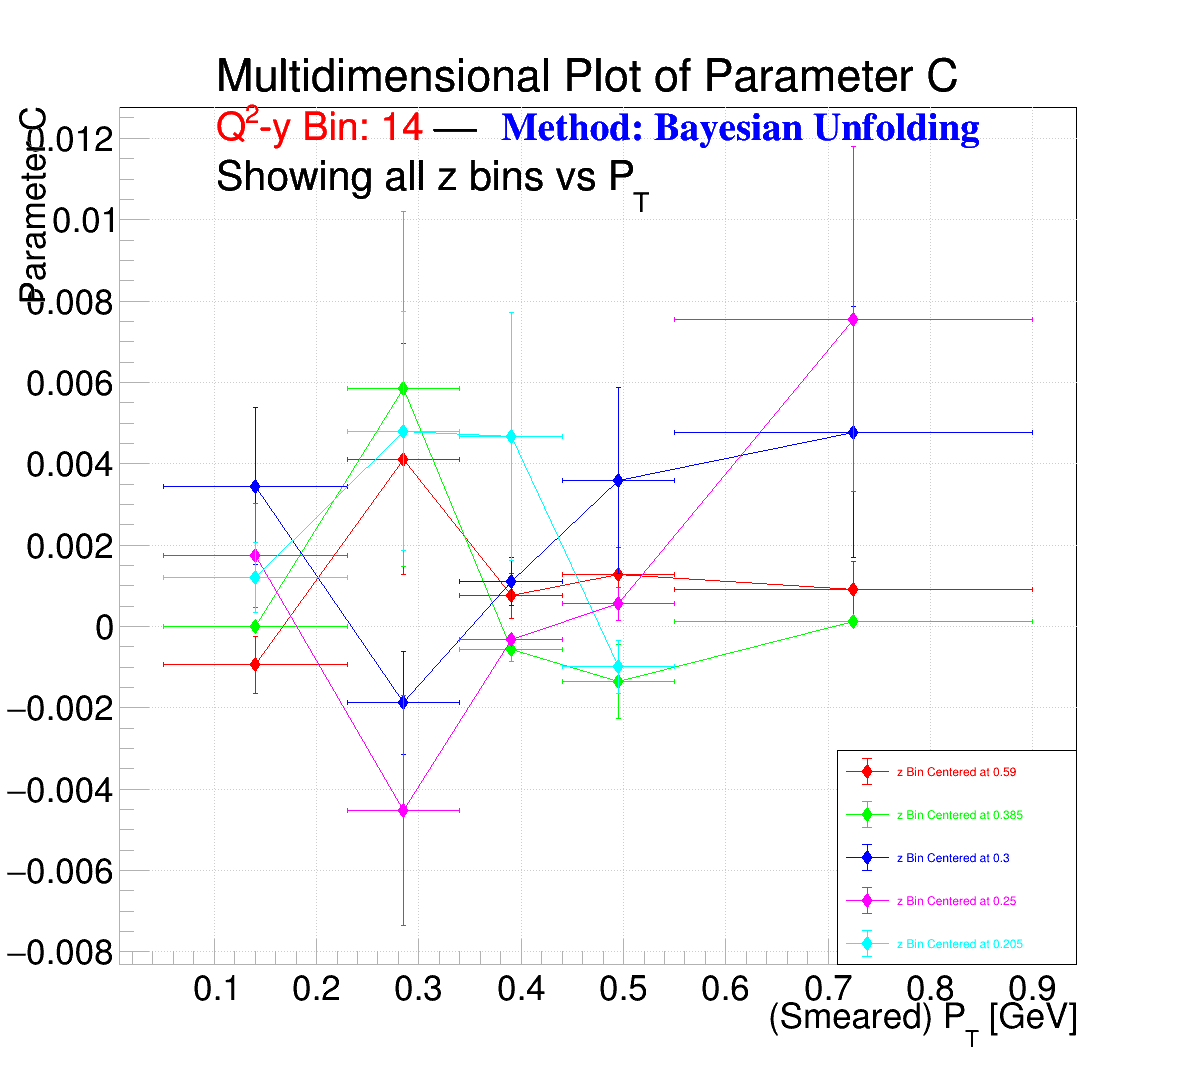 Multidimensional Plot of Parameter C
Q²-y Bin: 14 — Method: Bayesian Unfolding
Showing all z bins vs P_T
Parameter C
0.012
0.01
0.008
0.006
0.004
0.002
0
−0.002
−0.004
−0.006
−0.008
z Bin Centered at 0.59
z Bin Centered at 0.385
z Bin Centered at 0.3
z Bin Centered at 0.25
z Bin Centered at 0.205
0.1 0.2 0.3 0.4 0.5 0.6 0.7 0.8 0.9
(Smeared) P_T [GeV]